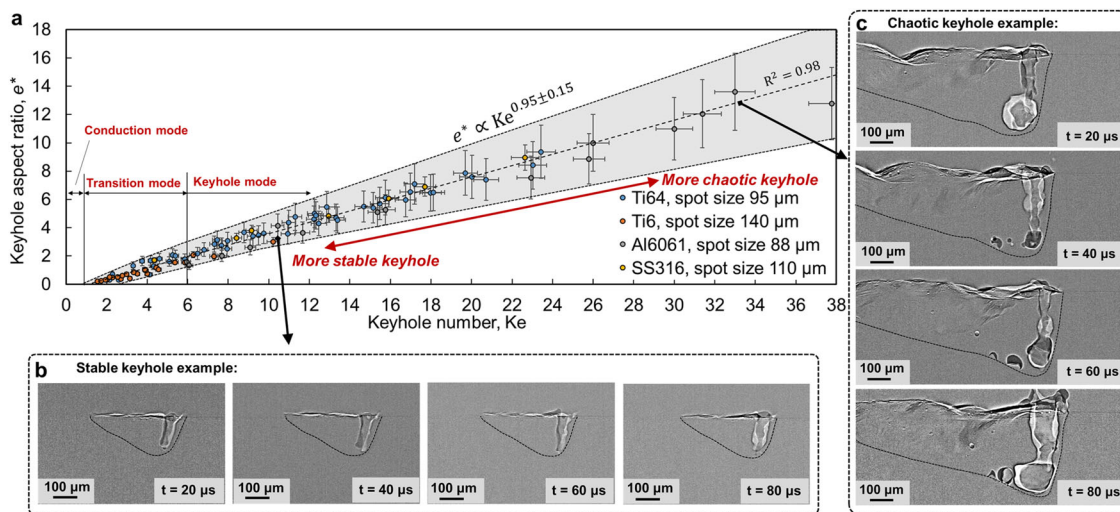 a
18
16
14
12
10
8
6
4
2
0
Keyhole aspect ratio, e*
e* ∝ Ke^0.95±0.15
R² = 0.98
Conduction mode
Transition mode
Keyhole mode
More chaotic keyhole
More stable keyhole
Ti64, spot size 95 µm
Ti6, spot size 140 µm
Al6061, spot size 88 µm
SS316, spot size 110 µm
0 2 4 6 8 10 12 14 16 18 20 22 24 26 28 30 32 34 36 38
Keyhole number, Ke
b
Stable keyhole example:
100 µm
t = 20 µs
100 µm
t = 40 µs
100 µm
t = 60 µs
100 µm
t = 80 µs
c
Chaotic keyhole example:
100 µm
t = 20 µs
100 µm
t = 40 µs
100 µm
t = 60 µs
100 µm
t = 80 µs